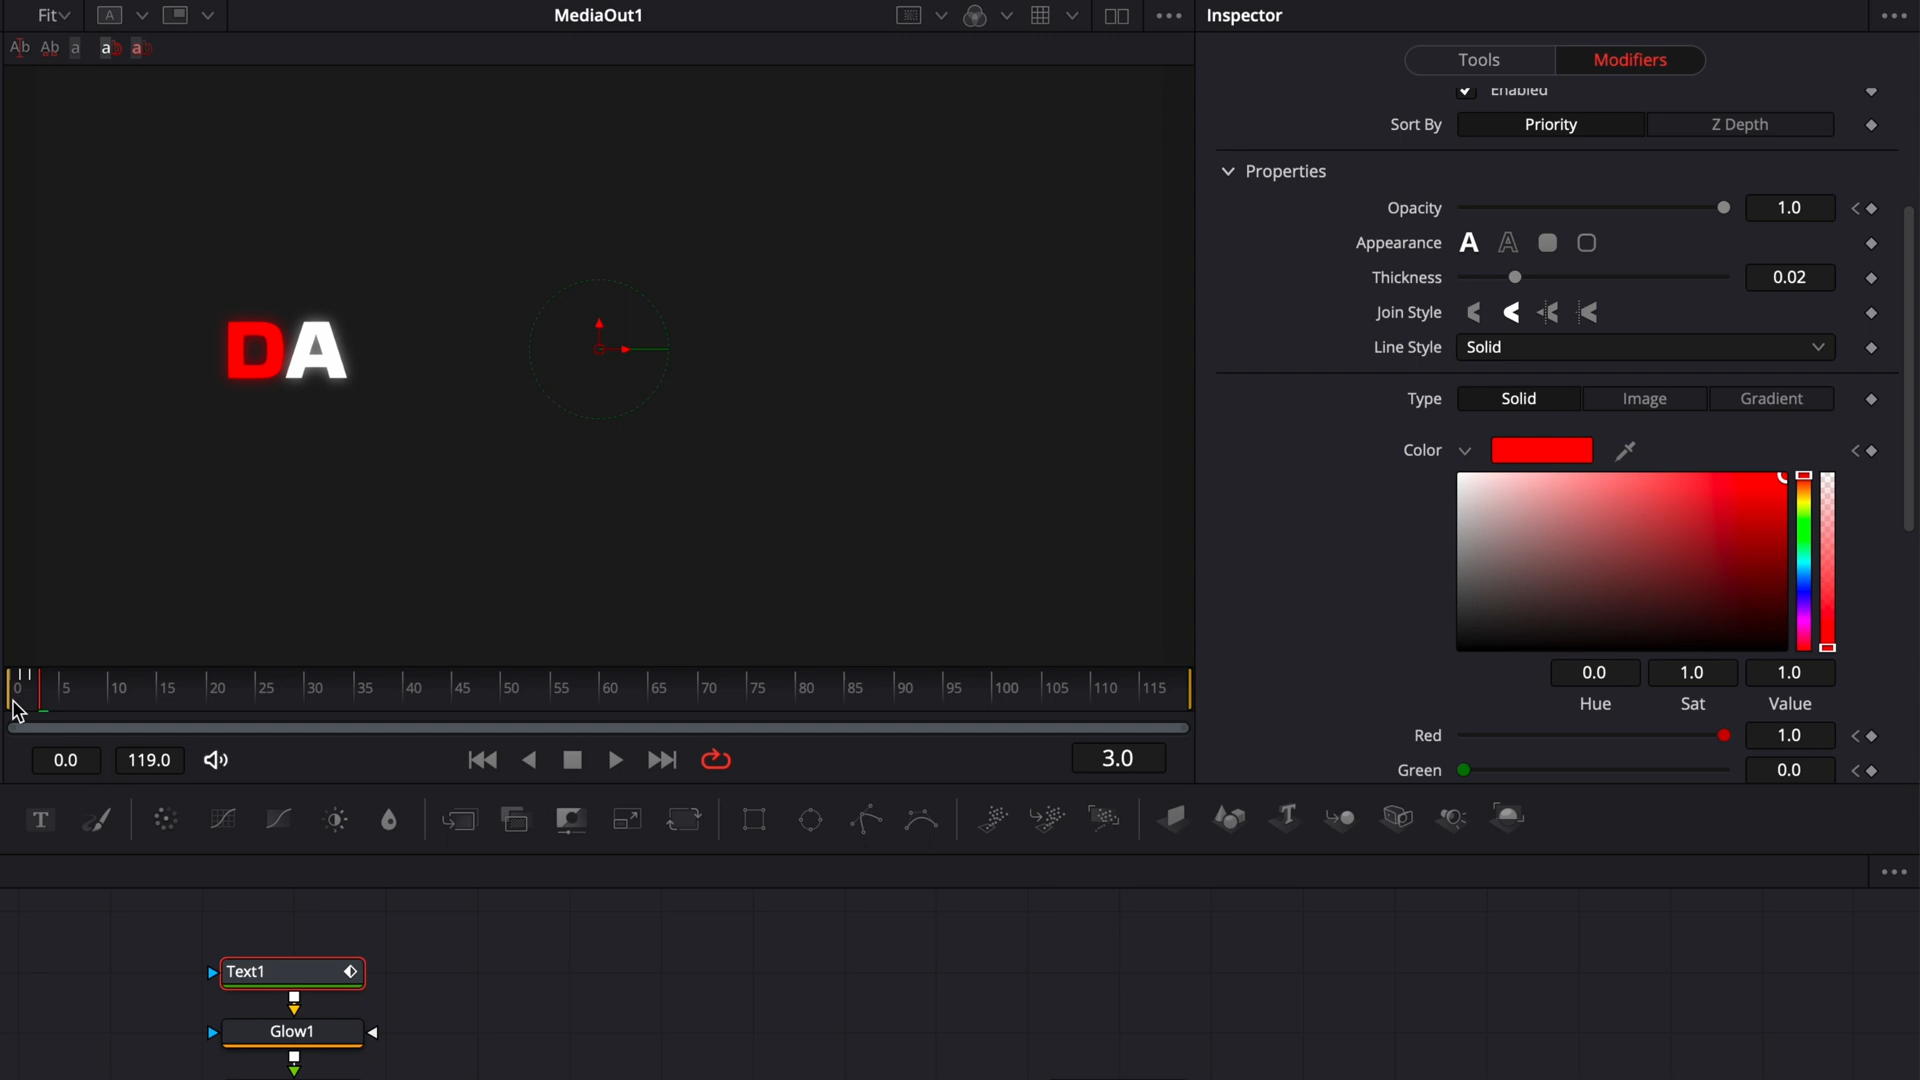 Fit
A
MediaOut1
Inspector
Ab Ab a ab ab
Tools
Modifiers
Enabled
Sort By
Priority
Z Depth
Properties
Opacity
1.0
Appearance
A A
Thickness
0.02
Join Style
Line Style
Solid
DA
Type
Solid
Image
Gradient
Color
0.0
1.0
1.0
Hue
Sat
Value
0 5 10 15 20 25 30 35 40 45 50 55 60 65 70 75 80 85 90 95 100 105 110 115
Red
1.0
0.0
119.0
3.0
Green
0.0
T
T
Text1
Glow1